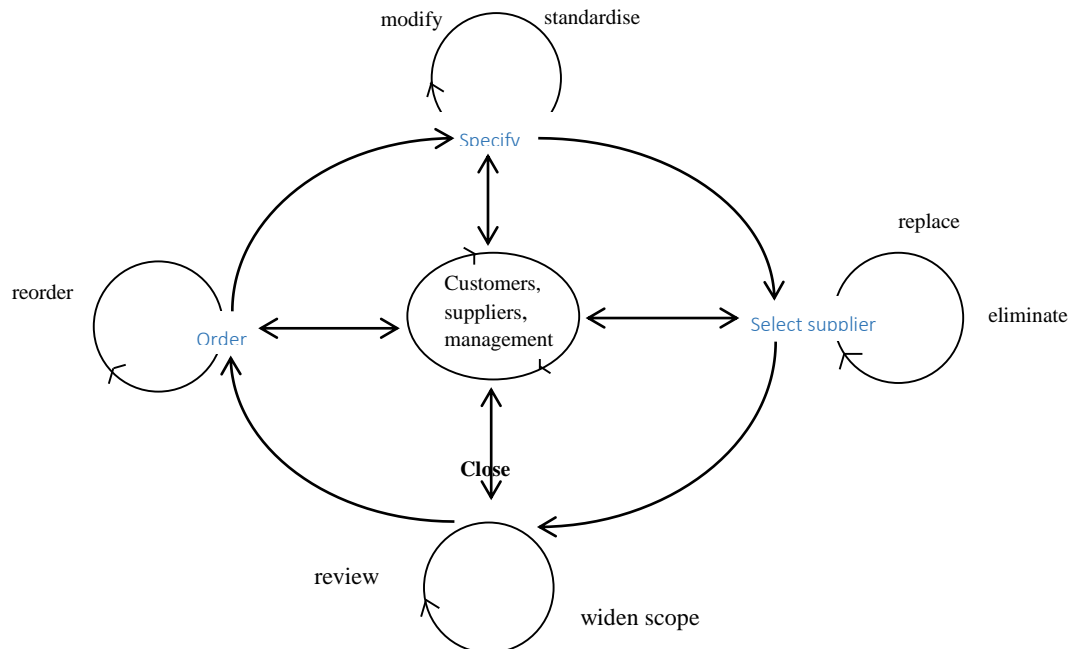 modify
standardise
Specify
replace
Customers,
suppliers,
management
reorder
eliminate
Select supplier
Order
Close
review
widen scope